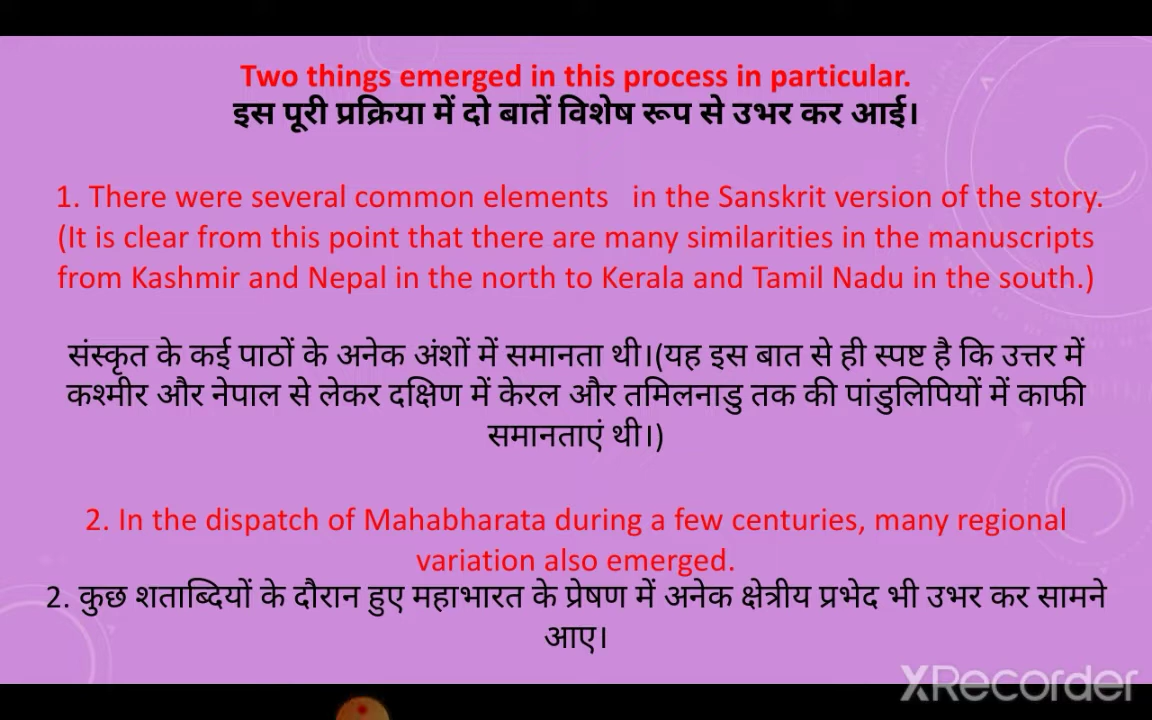 Two things emerged in this process in particular.
इस पूरी प्रक्रिया में दो बातें विशेष रूप से उभर कर आई।
1. There were several common elements in the Sanskrit version of the story.
(It is clear from this point that there are many similarities in the manuscripts
from Kashmir and Nepal in the north to Kerala and Tamil Nadu in the south.)
संस्कृत के कई पाठों के अनेक अंशों में समानता थी।(यह इस बात से ही स्पष्ट है कि उत्तर में
कश्मीर और नेपाल से लेकर दक्षिण में केरल और तमिलनाडु तक की पांडुलिपियों में काफी
समानताएं थी।)
2. In the dispatch of Mahabharata during a few centuries, many regional
variation also emerged.
2. कुछ शताब्दियों के दौरान हुए महाभारत के प्रेषण में अनेक क्षेत्रीय प्रभेद भी उभर कर सामने
आए।
XRecorder